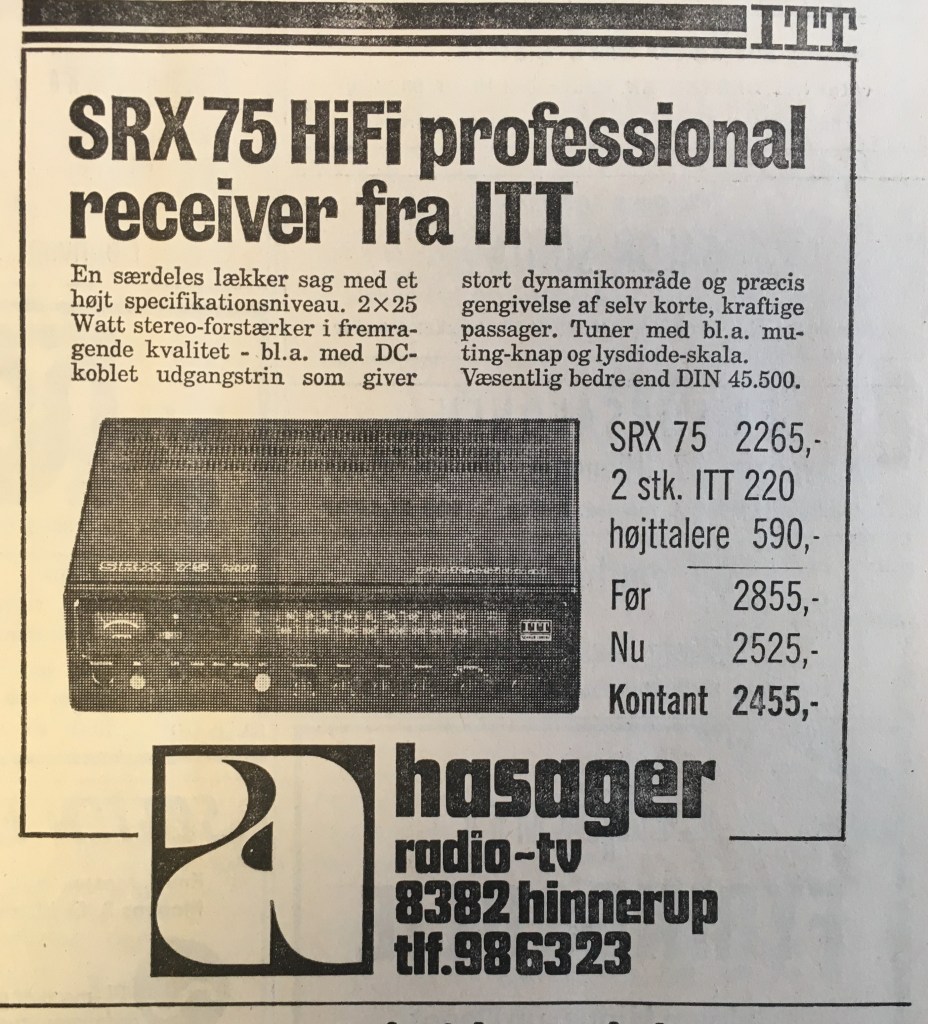 ITT
SRX 75 HiFi professional
receiver fra ITT
En særdeles lækker sag med et
højt specifikationsniveau. 2×25
Watt stereo-forstærker i fremra-
gende kvalitet - bl.a. med DC-
koblet udgangstrin som giver
stort dynamikområde og præcis
gengivelse af selv korte, kraftige
passager. Tuner med bl.a. mu-
ting-knap og lysdiode-skala.
Væsentlig bedre end DIN 45.500.
SRX 75 2265,-
2 stk. ITT 220
højttalere 590,-
Før 2855,-
Nu 2525,-
Kontant 2455,-
SRX 75
ITT
hasager
radio-tv
8382 hinnerup
tlf. 986323